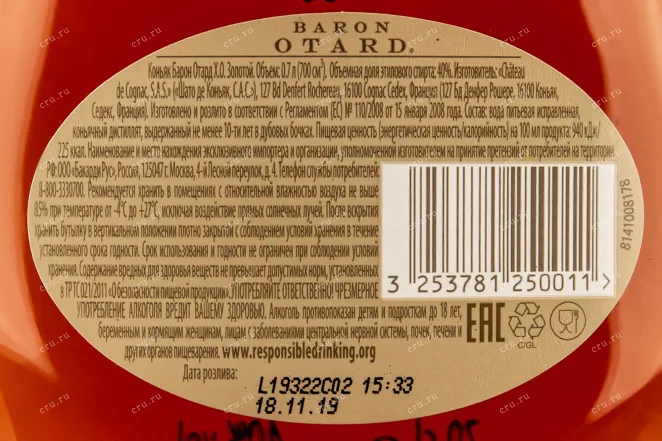 BARON
OTARD.
Коньяк Барон Отард Х.О. Золотой. Объем: 0.7 л (700 см³). Объемная доля этилового спирта: 40%. Изготовитель: «Château
de Cognac, S.A.S.» («Шато де Коньяк, С.А.С.»), 127 Bd Denfert Rochereau, 16100 Cognac Cedex, Франция (127 Бд Денфер Рошере, 16100 Коньяк
Седекс, Франция). Изготовлено и розлито в соответствии с Регламентом (ЕС) № 110/2008 от 15 января 2008 года. Состав: вода питьевая исправленная,
коньячный дистиллят, выдержанный не менее 10-ти лет в дубовых бочках. Пищевая ценность (энергетическая ценность/калорийность) на 100 мл продукта: 940 кДж/
225 ккал. Наименование и место нахождения эксклюзивного импортера и организации, уполномоченной изготовителем на принятие претензий от потребителей на территории
РФ: ООО «Бакарди Рус», Россия, 125047 г. Москва, 4-й Лесной переулок, д. 4. Телефон службы потребителей
8-800-3330700. Рекомендуется хранить в помещениях с относительной влажностью воздуха не выше
85% при температуре от -4°C до +27°C, исключая воздействие прямых солнечных лучей. После вскрытия
хранить бутылку в вертикальном положении плотно закрытой с соблюдением условий хранения в течение
установленного срока годности. Срок использования и годности не ограничен при соблюдении условий
хранения. Содержание вредных для здоровья веществ не превышает допустимых норм, установленных
в ТР ТС 021/2011 «О безопасности пищевой продукции». УПОТРЕБЛЯЙТЕ ОТВЕТСТВЕННО! ЧРЕЗМЕРНОЕ
УПОТРЕБЛЕНИЕ АЛКОГОЛЯ ВРЕДИТ ВАШЕМУ ЗДОРОВЬЮ. Алкоголь противопоказан детям и подросткам до 18 лет,
беременным и кормящим женщинам, лицам с заболеваниями центральной нервной системы, почек, печени и
других органов пищеварения. www.responsibledrinking.org
Дата розлива:
L19322C02 15:33
18.11.19
3 253781 250011 >
8141008178
EAC
C/GL
cru.ru